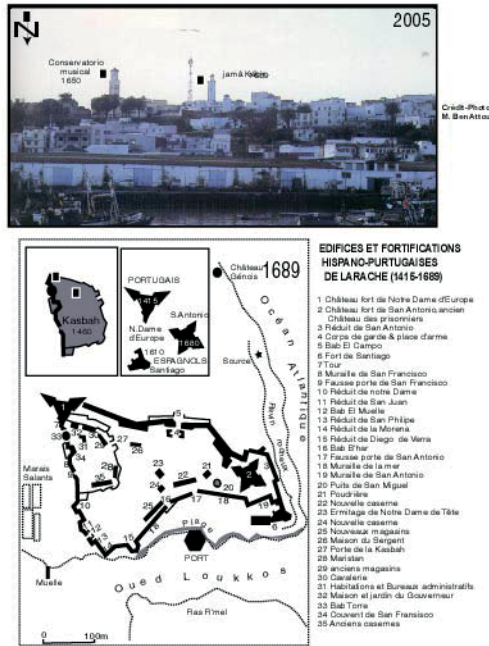 N
2005
Conservatorio
musical
1650
Crédit-Photo
M. Ben Attou
EDIFICES ET FORTIFICATIONS
HISPANO-PURTUGAISES
DE LARACHE (1415-1689)
1 Château fort de Notre Dame d'Europe
2 Château fort de San Antonio, ancien
Château des prisonniers
3 Réduit de San Antonio
4 Corps de garde & place d'arme
5 Bab El Campo
6 Fort de Santiago
7 Tour
8 Muraille de San Francisco
9 Fausse porte de San Francisco
10 Réduit de notre Dame
11 Réduit de San Juan
12 Bab El Muelle
13 Réduit de San Philipe
14 Réduit de la Morena
15 Réduit de Diego de Verra
16 Bab B'har
17 Fausse porte de San Antonio
18 Muraille de la mer
19 Muraille de San Antonio
20 Puits de San Miguel
21 Poudrière
22 Nouvelle caserne
23 Ermitage de Notre Dame de Tête
24 Nouvelle caserne
25 Nouveaux magasins
26 Maison du Sergent
27 Porte de la Kasbah
28 Maristan
29 anciens magasins
30 Cavalerie
31 Habitations et Bureaux administratifs
32 Maison et jardin du Gouverneur
33 Bab Torre
34 Couvent de San Fransisco
35 Anciens casernes
1689
Château
Génois
PORTUGAIS
1415
S.Antonio
N.Dame
d'Europe
1680
1610
ESPAGNOLS
Santiago
Kasbah
1460
Océan Atlantique
Source
Ravin rocheux
Marais
Salants
Plage
PORT
Muelle
Oued Loukkos
Ras R'mel
0 100m